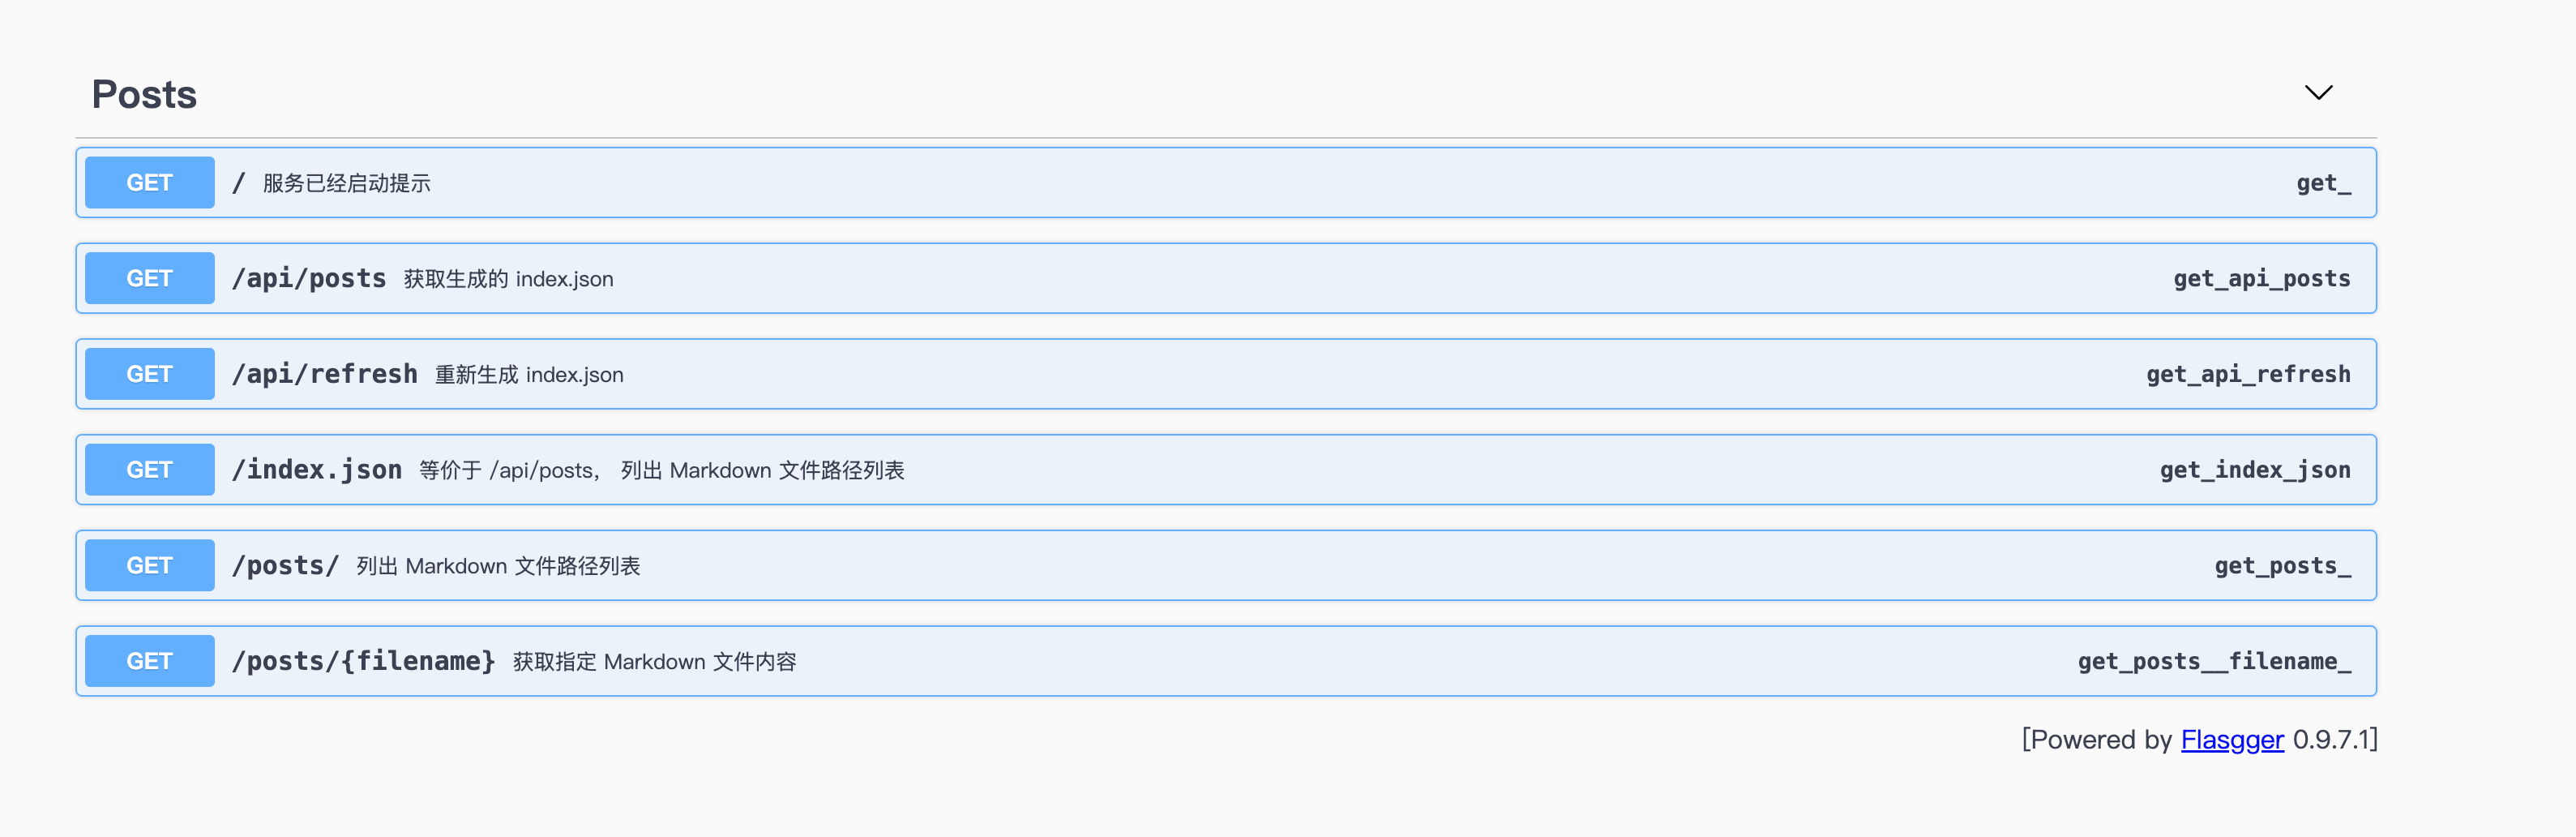 Posts
GET / 服务已经启动提示 get_
GET /api/posts 获取生成的 index.json get_api_posts
GET /api/refresh 重新生成 index.json get_api_refresh
GET /index.json 等价于 /api/posts， 列出 Markdown 文件路径列表 get_index_json
GET /posts/ 列出 Markdown 文件路径列表 get_posts_
GET /posts/{filename} 获取指定 Markdown 文件内容 get_posts__filename_
[Powered by Flasgger 0.9.7.1]